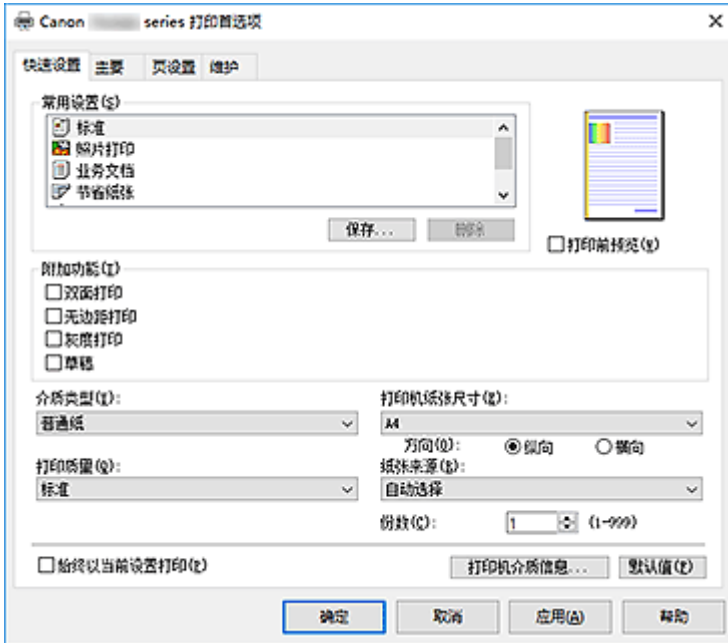 Canon series 打印首选项
快速设置 主要 页设置 维护
常用设置(S)
标准
照片打印
业务文档
节省纸张
保存... 删除
打印前预览(W)
附加功能(T)
双面打印
无边距打印
灰度打印
草稿
介质类型(Y):
普通纸
打印机纸张尺寸(Z):
A4
方向(O): 纵向 横向
打印质量(Q):
标准
纸张来源(B):
自动选择
份数(C): 1 (1-999)
始终以当前设置打印(R)
打印机介质信息... 默认值(P)
确定 取消 应用(A) 帮助